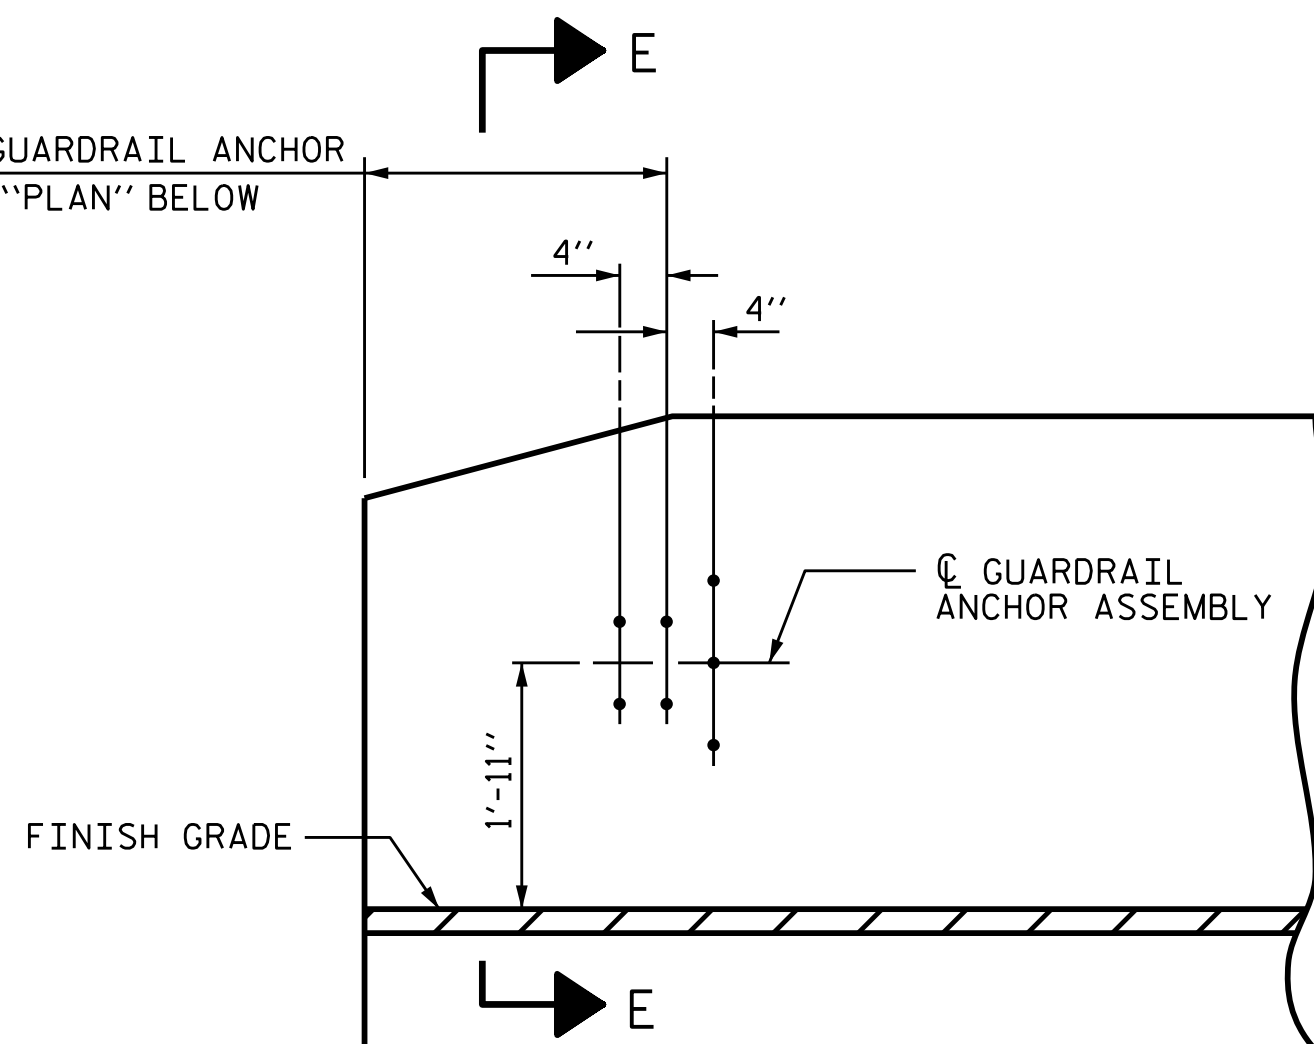 E
GUARDRAIL ANCHOR
"PLAN" BELOW
4"
4"
℄ GUARDRAIL
ANCHOR ASSEMBLY
1'-11"
FINISH GRADE
E